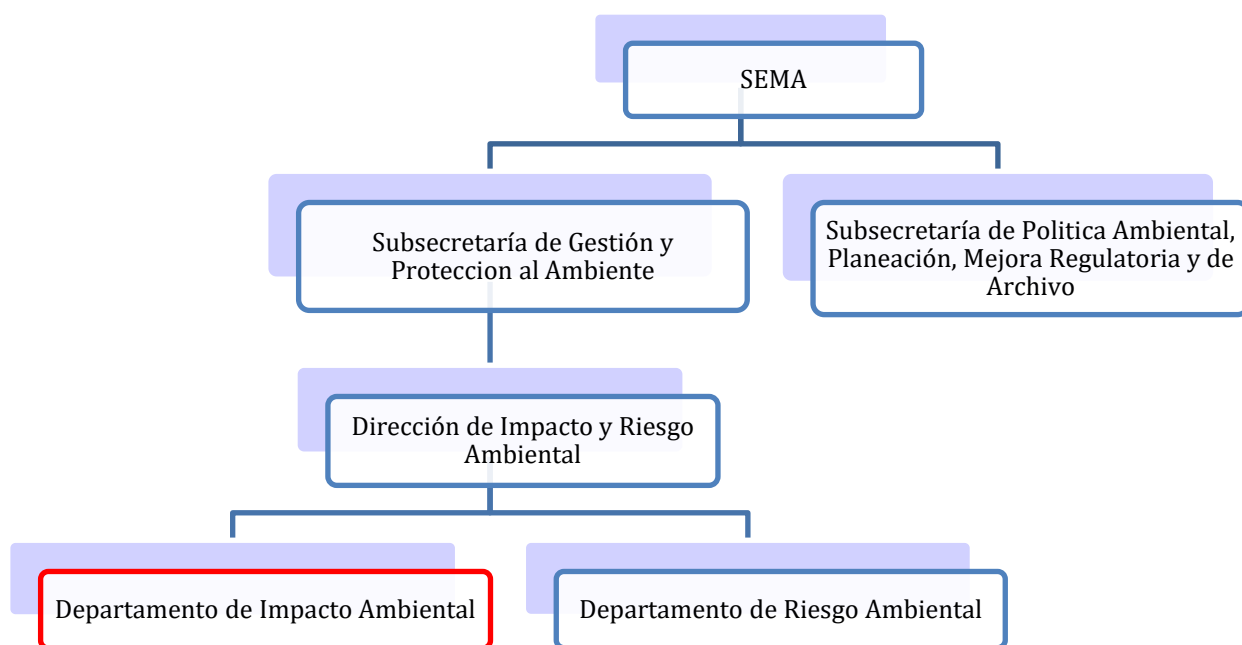 SEMA
Subsecretaría de Gestión y
Proteccion al Ambiente
Subsecretaría de Politica Ambiental,
Planeación, Mejora Regulatoria y de
Archivo
Dirección de Impacto y Riesgo
Ambiental
Departamento de Impacto Ambiental
Departamento de Riesgo Ambiental